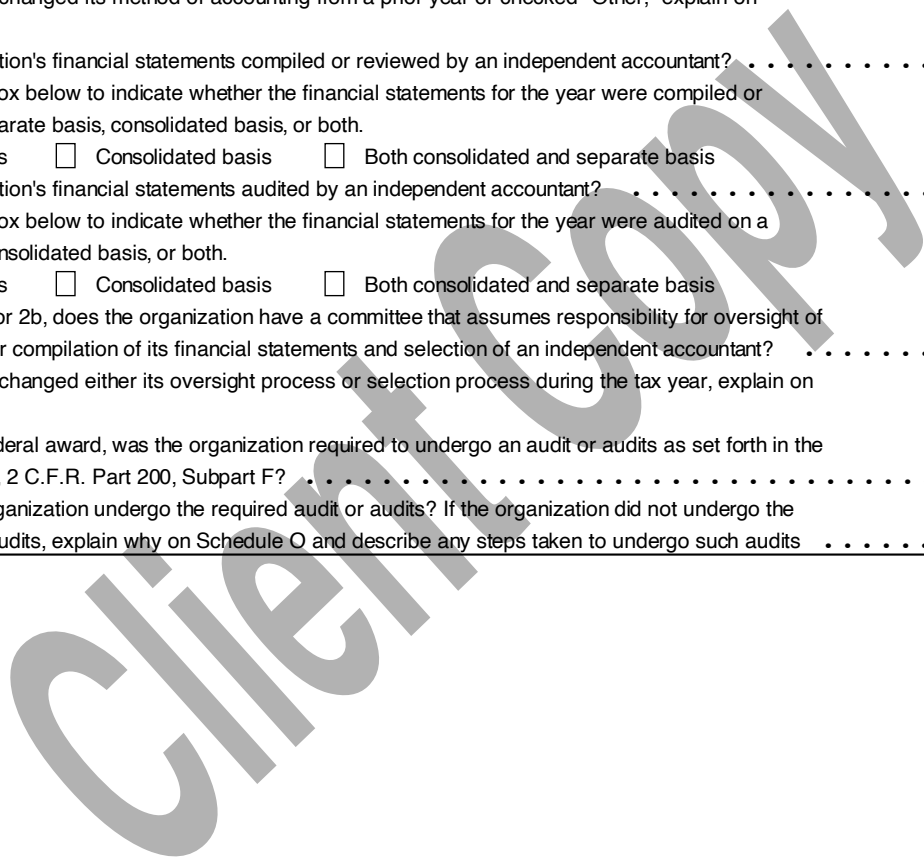 changed its method of accounting from a prior year or checked "Other," explain on
tion's financial statements compiled or reviewed by an independent accountant? . . . . . . . . . .
ox below to indicate whether the financial statements for the year were compiled or
arate basis, consolidated basis, or both.
s Consolidated basis Both consolidated and separate basis
tion's financial statements audited by an independent accountant? . . . . . . . . . . . . . . . .
ox below to indicate whether the financial statements for the year were audited on a
nsolidated basis, or both.
s Consolidated basis Both consolidated and separate basis
or 2b, does the organization have a committee that assumes responsibility for oversight of
r compilation of its financial statements and selection of an independent accountant? . . . . . . .
changed either its oversight process or selection process during the tax year, explain on
deral award, was the organization required to undergo an audit or audits as set forth in the
2 C.F.R. Part 200, Subpart F? . . . . . . . . . . . . . . . . . . . . . . . . . . . . . . . . .
ganization undergo the required audit or audits? If the organization did not undergo the
udits, explain why on Schedule O and describe any steps taken to undergo such audits . . . . . .
Client Copy